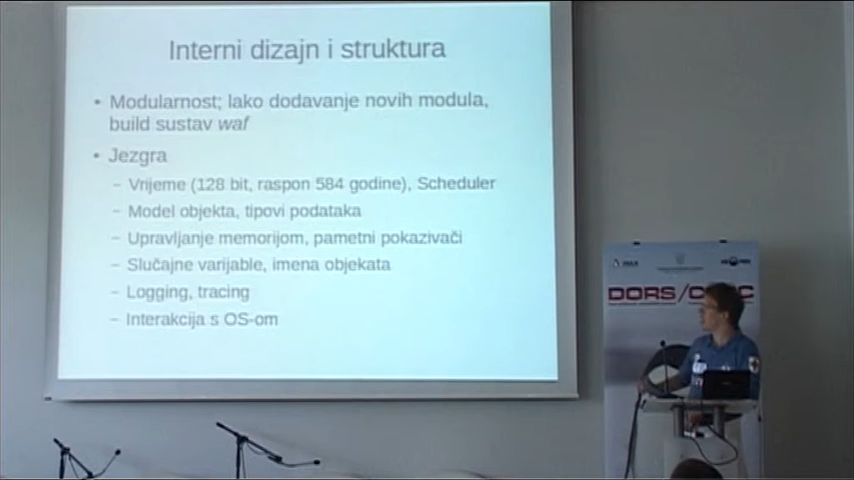 Interni dizajn i struktura
• Modularnost; lako dodavanje novih modula,
build sustav waf
• Jezgra
– Vrijeme (128 bit, raspon 584 godine), Scheduler
– Model objekta, tipovi podataka
– Upravljanje memorijom, pametni pokazivači
– Slučajne varijable, imena objekata
– Logging, tracing
– Interakcija s OS-om
DORS/